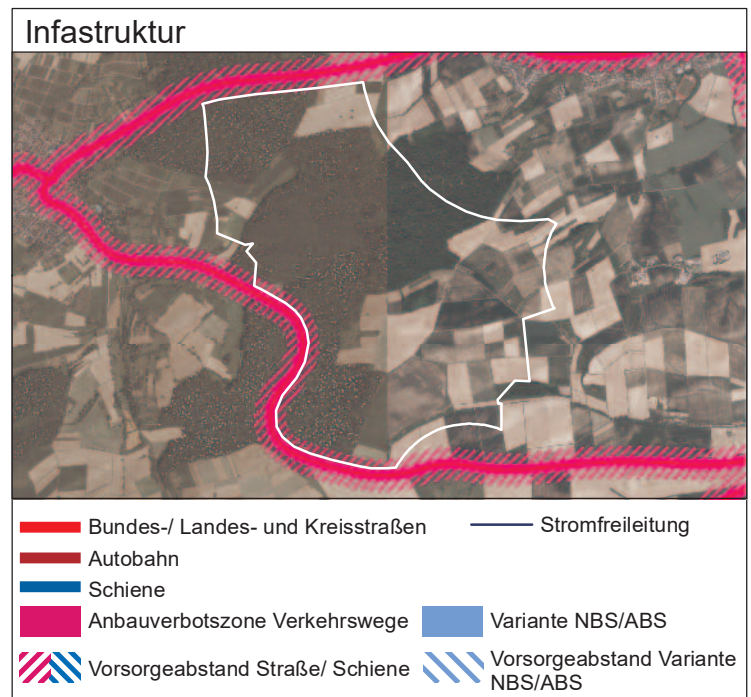 Infastruktur
Bundes-/ Landes- und Kreisstraßen
Stromfreileitung
Autobahn
Schiene
Anbauverbotszone Verkehrswege
Variante NBS/ABS
Vorsorgeabstand Straße/ Schiene
Vorsorgeabstand Variante
NBS/ABS